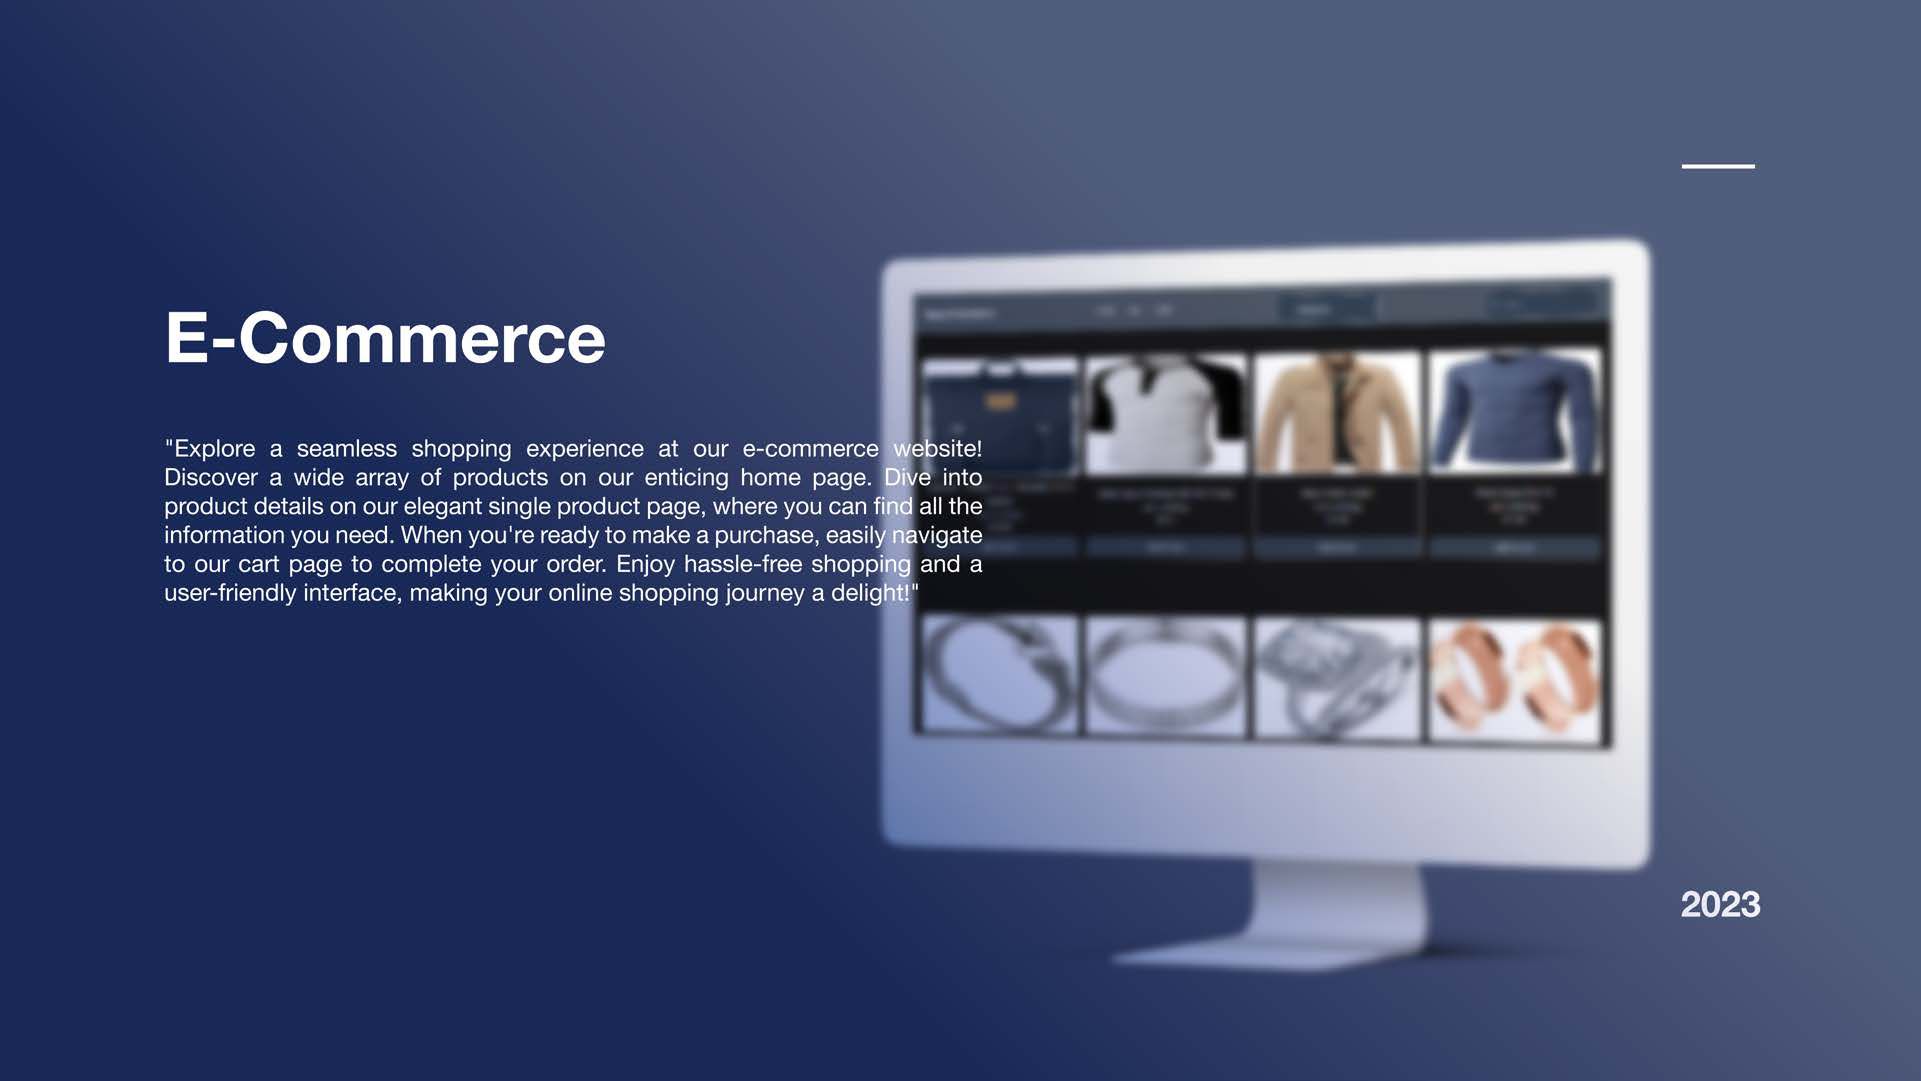 E-Commerce
"Explore a seamless shopping experience at our e-commerce website!
Discover a wide array of products on our enticing home page. Dive into
product details on our elegant single product page, where you can find all the
information you need. When you're ready to make a purchase, easily navigate
to our cart page to complete your order. Enjoy hassle-free shopping and a
user-friendly interface, making your online shopping journey a delight!"
2023